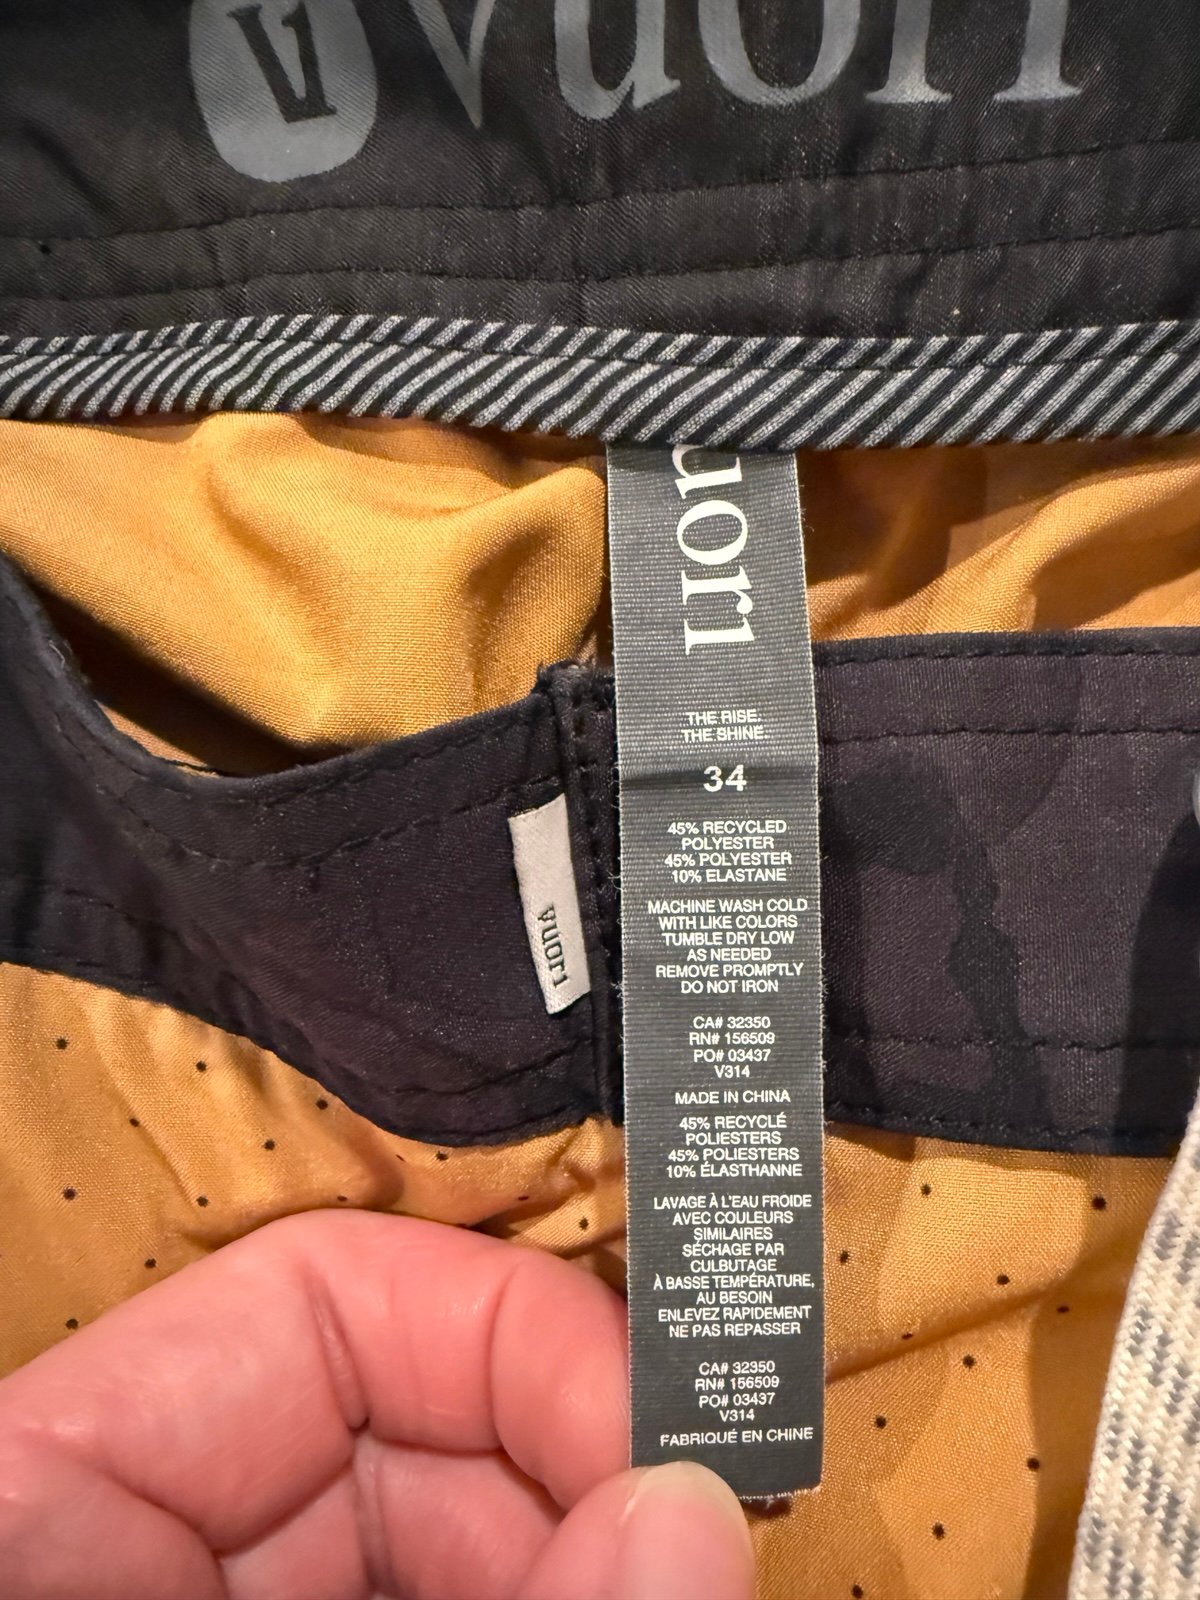 V
vuori
uori
THE RISE.
THE SHINE.
34
45% RECYCLED
POLYESTER
45% POLYESTER
10% ELASTANE
MACHINE WASH COLD
WITH LIKE COLORS
TUMBLE DRY LOW
AS NEEDED
REMOVE PROMPTLY
DO NOT IRON
CA# 32350
RN# 156509
PO# 03437
V314
MADE IN CHINA
45% RECYCLÉ
POLIESTERS
45% POLIESTERS
10% ÉLASTHANNE
LAVAGE À L'EAU FROIDE
AVEC COULEURS
SIMILAIRES
SÉCHAGE PAR
CULBUTAGE
À BASSE TEMPÉRATURE,
AU BESOIN
ENLEVEZ RAPIDEMENT
NE PAS REPASSER
CA# 32350
RN# 156509
PO# 03437
V314
FABRIQUÉ EN CHINE
vuori